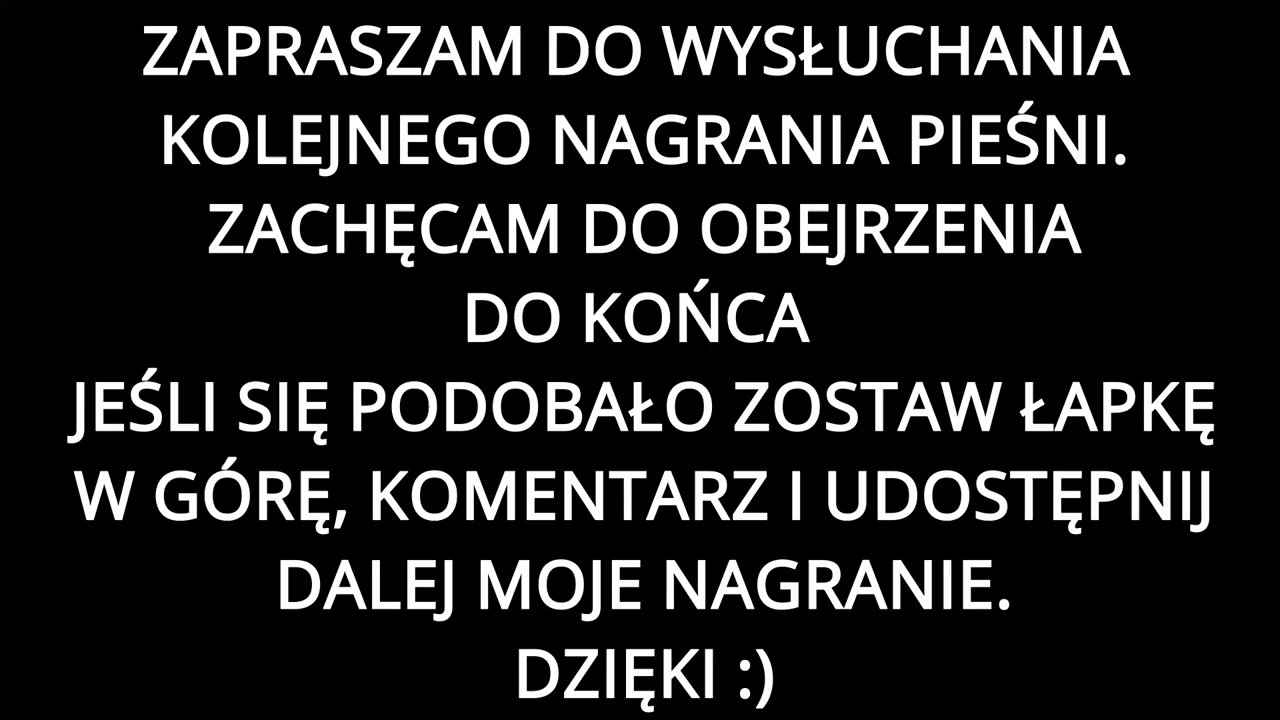 ZAPRASZAM DO WYSŁUCHANIA
KOLEJNEGO NAGRANIA PIEŚNI.
ZACHĘCAM DO OBEJRZENIA
DO KOŃCA
JEŚLI SIĘ PODOBAŁO ZOSTAW ŁAPKĘ
W GÓRĘ, KOMENTARZ I UDOSTĘPNIJ
DALEJ MOJE NAGRANIE.
DZIĘKI :)